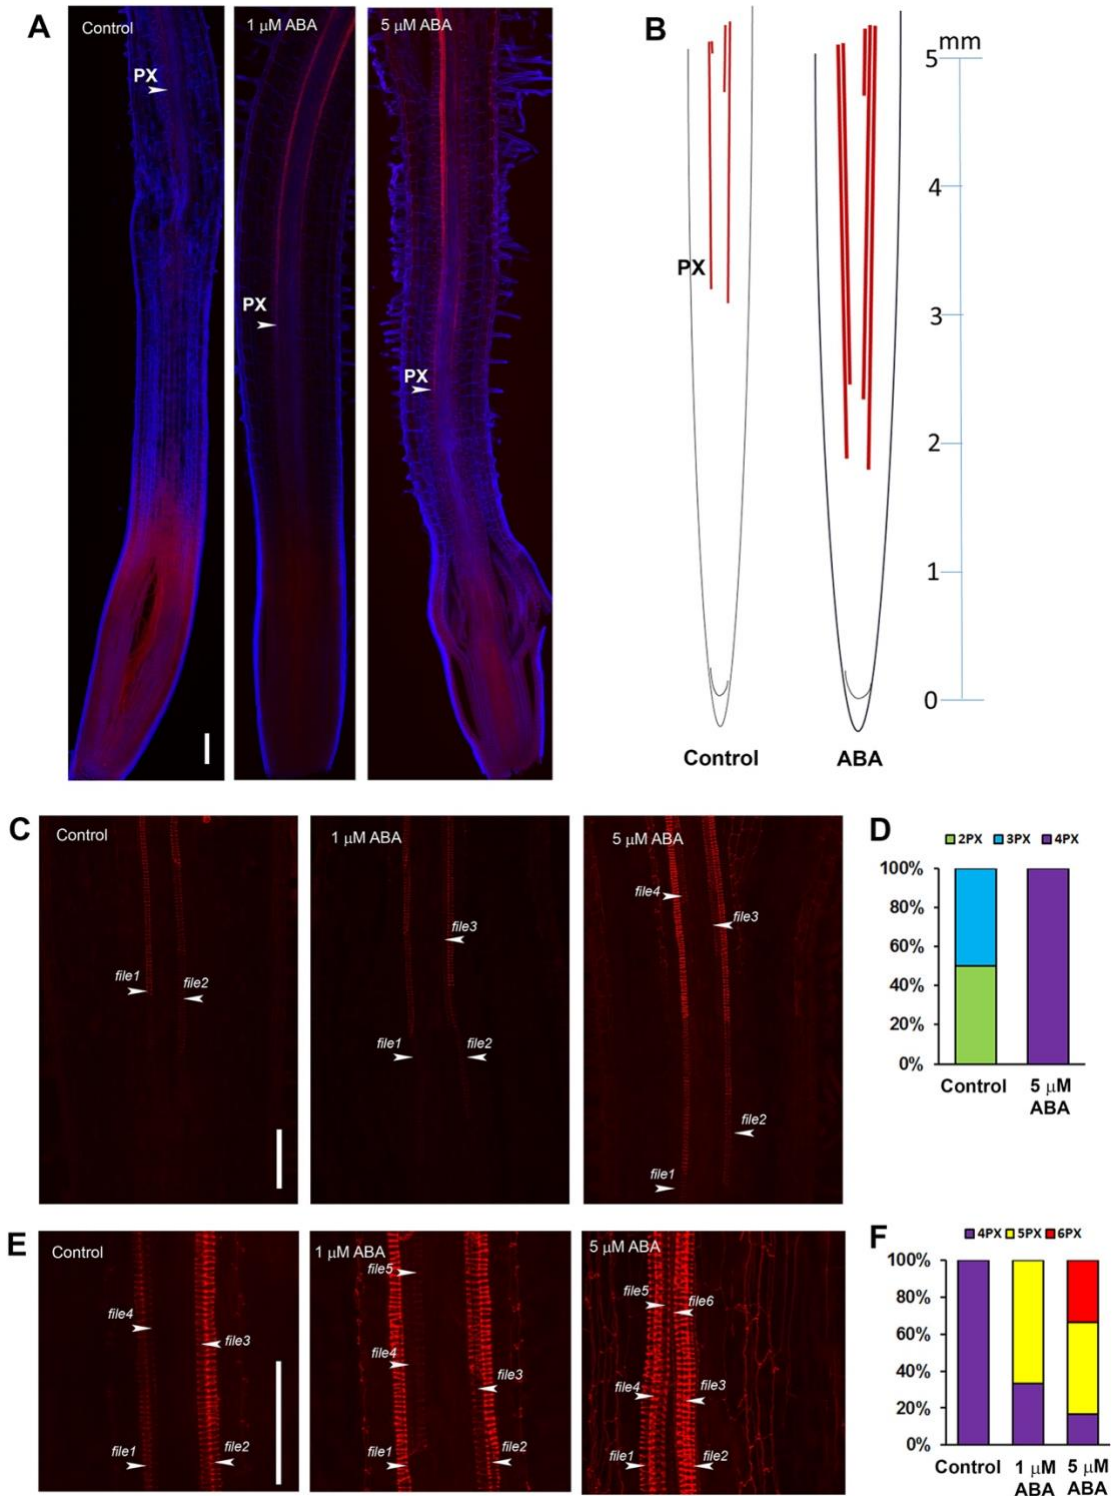 A
Control
PX
1 μM ABA
PX
5 μM ABA
PX
B
PX
mm
5
4
3
2
1
0
Control
ABA
C
Control
file1
file2
1 μM ABA
file3
file1
file2
5 μM ABA
file4
file3
file2
file1
D
2PX 3PX 4PX
100%
80%
60%
40%
20%
0%
Control
5 μM
ABA
E
Control
file4
file3
file1
file2
1 μM ABA
file5
file4
file3
file1
file2
5 μM ABA
file5
file6
file4
file3
file1
file2
F
4PX 5PX 6PX
100%
80%
60%
40%
20%
0%
Control
1 μM
ABA
5 μM
ABA